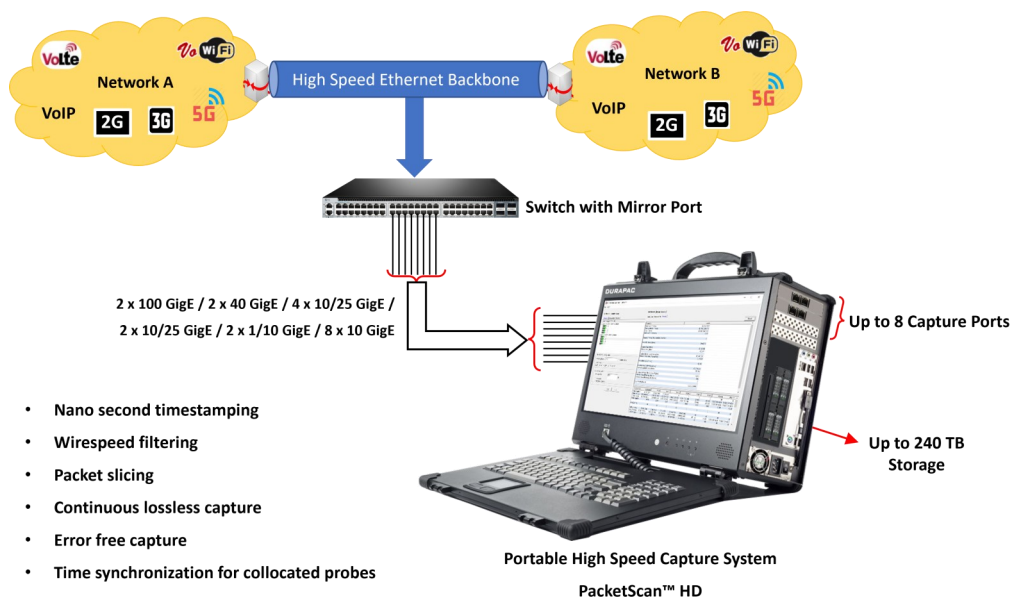 VoLte
Vo WiFi
Network A
VoIP
2G
3G
5G
High Speed Ethernet Backbone
VoLte
Vo WiFi
Network B
VoIP
2G
3G
5G
Switch with Mirror Port
2 x 100 GigE / 2 x 40 GigE / 4 x 10/25 GigE /
2 x 10/25 GigE / 2 x 1/10 GigE / 8 x 10 GigE
DURAPAC
Up to 8 Capture Ports
Up to 240 TB
Storage
• Nano second timestamping
• Wirespeed filtering
• Packet slicing
• Continuous lossless capture
• Error free capture
• Time synchronization for collocated probes
Portable High Speed Capture System
PacketScan™ HD